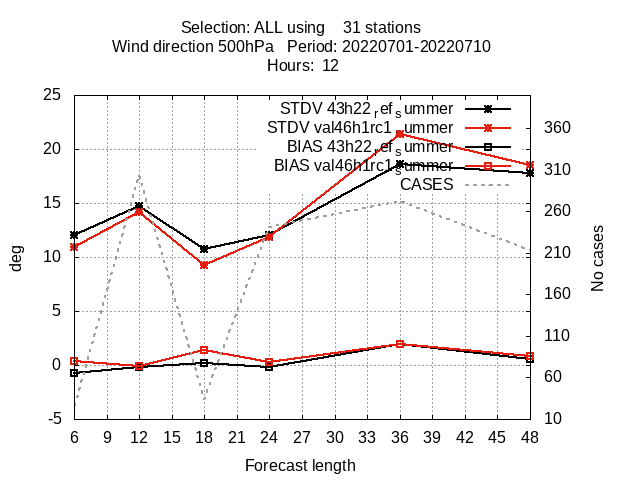 Selection: ALL using    31 stations
Wind direction 500hPa   Period: 20220701-20220710
Hours:  12
STDV 43h22_ref_summer
STDV val46h1rc1_summer
BIAS 43h22_ref_summer
BIAS val46h1rc1_summer
CASES
25
20
15
10
5
0
-5
deg
360
310
260
210
160
110
60
10
No cases
6 9 12 15 18 21 24 27 30 33 36 39 42 45 48
Forecast length